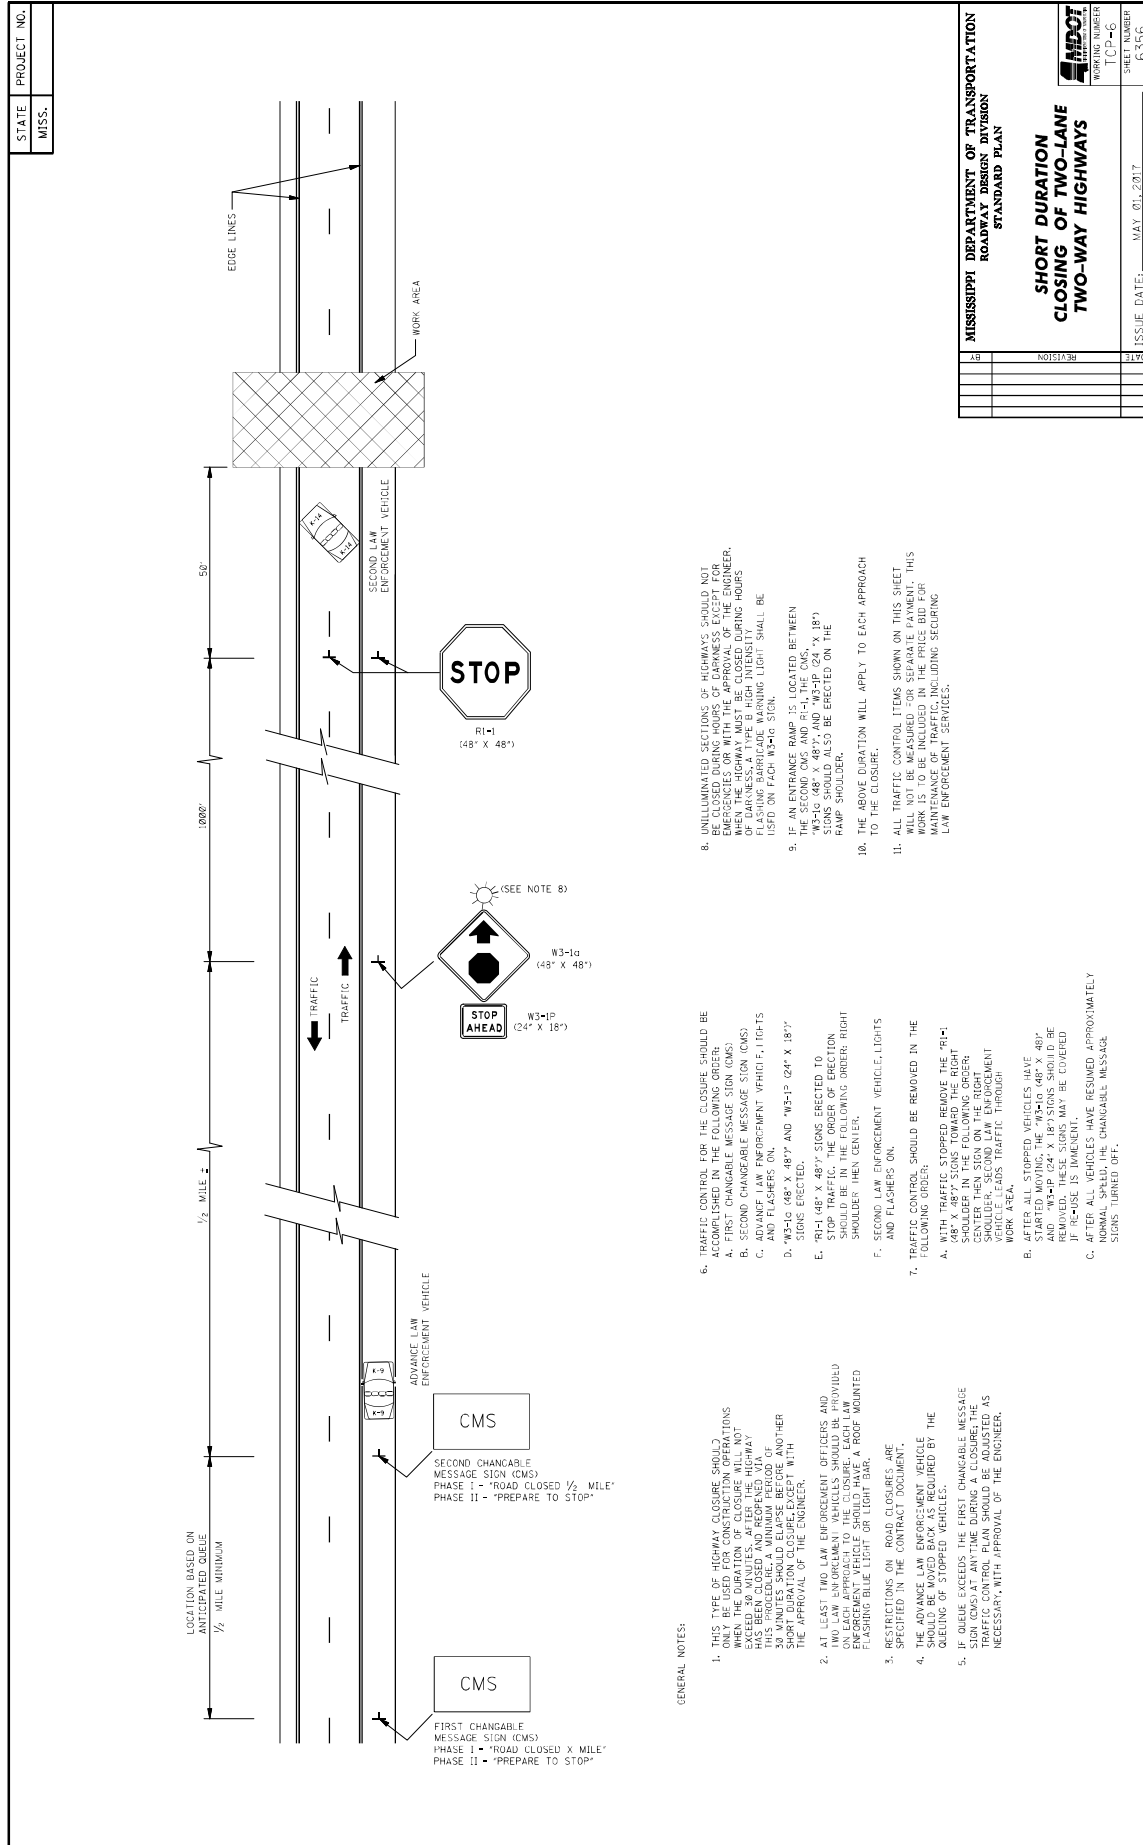 STATE PROJECT NO.
MISS.
EDGE LINES
WORK AREA
50'
SECOND LAW
ENFORCEMENT VEHICLE
K-14
K-14
STOP
R1-1
(48" X 48")
1000'
(SEE NOTE 8)
W3-1a
(48" X 48")
STOP
AHEAD
W3-1P
(24" X 18")
TRAFFIC
TRAFFIC
1/2 MILE ±
ADVANCE LAW
ENFORCEMENT VEHICLE
K-9
K-9
CMS
SECOND CHANGABLE
MESSAGE SIGN (CMS)
PHASE I - "ROAD CLOSED 1/2 MILE"
PHASE II - "PREPARE TO STOP"
LOCATION BASED ON
ANTICIPATED QUEUE
1/2 MILE MINIMUM
CMS
FIRST CHANGABLE
MESSAGE SIGN (CMS)
PHASE I - "ROAD CLOSED X MILE"
PHASE II - "PREPARE TO STOP"
GENERAL NOTES:
1. THIS TYPE OF HIGHWAY CLOSURE SHOULD
ONLY BE USED FOR CONSTRUCTION OPERATIONS
WHEN THE DURATION OF CLOSURE WILL NOT
EXCEED 30 MINUTES. AFTER THE HIGHWAY
HAS BEEN CLOSED AND REOPENED VIA
THIS PROCEDURE, A MINIMUM PERIOD OF
30 MINUTES SHOULD ELAPSE BEFORE ANOTHER
SHORT DURATION CLOSURE, EXCEPT WITH
THE APPROVAL OF THE ENGINEER.
2. AT LEAST TWO LAW ENFORCEMENT OFFICERS AND
TWO LAW ENFORCEMENT VEHICLES SHOULD BE PROVIDED
ON EACH APPROACH TO THE CLOSURE. EACH LAW
ENFORCEMENT VEHICLE SHOULD HAVE A ROOF MOUNTED
FLASHING BLUE LIGHT OR LIGHT BAR.
3. RESTRICTIONS ON ROAD CLOSURES ARE
SPECIFIED IN THE CONTRACT DOCUMENT.
4. THE ADVANCE LAW ENFORCEMENT VEHICLE
SHOULD BE MOVED BACK AS REQUIRED BY THE
QUEUING OF STOPPED VEHICLES.
5. IF QUEUE EXCEEDS THE FIRST CHANGABLE MESSAGE
SIGN (CMS) AT ANYTIME DURING A CLOSURE; THE
TRAFFIC CONTROL PLAN SHOULD BE ADJUSTED AS
NECESSARY, WITH APPROVAL OF THE ENGINEER.
6. TRAFFIC CONTROL FOR THE CLOSURE SHOULD BE
ACCOMPLISHED IN THE FOLLOWING ORDER:
A. FIRST CHANGABLE MESSAGE SIGN (CMS)
B. SECOND CHANGEABLE MESSAGE SIGN (CMS)
C. ADVANCE LAW ENFORCEMENT VEHICLE, LIGHTS
AND FLASHERS ON.
D. "W3-1a (48" X 48")" AND "W3-1P (24" X 18")"
SIGNS ERECTED.
E. "R1-1 (48" X 48")" SIGNS ERECTED TO
STOP TRAFFIC. THE ORDER OF ERECTION
SHOULD BE IN THE FOLLOWING ORDER: RIGHT
SHOULDER THEN CENTER.
F. SECOND LAW ENFORCEMENT VEHICLE, LIGHTS
AND FLASHERS ON.
7. TRAFFIC CONTROL SHOULD BE REMOVED IN THE
FOLLOWING ORDER:
A. WITH TRAFFIC STOPPED REMOVE THE "R1-1
(48" X 48")" SIGNS TOWARD THE RIGHT
SHOULDER IN THE FOLLOWING ORDER:
CENTER THEN SIGN ON THE RIGHT
SHOULDER. SECOND LAW ENFORCEMENT
VEHICLE LEADS TRAFFIC THROUGH
WORK AREA.
B. AFTER ALL STOPPED VEHICLES HAVE
STARTED MOVING, THE "W3-1a (48" X 48)"
AND "W3-1P (24" X 18") SIGNS SHOULD BE
REMOVED. THESE SIGNS MAY BE COVERED
IF RE-USE IS IMMENENT.
C. AFTER ALL VEHICLES HAVE RESUMED APPROXIMATELY
NORMAL SPEED, THE CHANGABLE MESSAGE
SIGNS TURNED OFF.
8. UNILLUMINATED SECTIONS OF HIGHWAYS SHOULD NOT
BE CLOSED DURING HOURS OF DARKNESS EXCEPT FOR
EMERGENCIES OR WITH THE APPROVAL OF THE ENGINEER.
WHEN THE HIGHWAY MUST BE CLOSED DURING HOURS
OF DARKNESS, A TYPE B HIGH INTENSITY
FLASHING BARRICADE WARNING LIGHT SHALL BE
USED ON EACH W3-1a SIGN.
9. IF AN ENTRANCE RAMP IS LOCATED BETWEEN
THE SECOND CMS AND R1-1, THE CMS,
"W3-1a (48" X 48")", AND "W3-1P (24 "X 18")
SIGNS SHOULD ALSO BE ERECTED ON THE
RAMP SHOULDER.
10. THE ABOVE DURATION WILL APPLY TO EACH APPROACH
TO THE CLOSURE.
11. ALL TRAFFIC CONTROL ITEMS SHOWN ON THIS SHEET
WILL NOT BE MEASURED FOR SEPARATE PAYMENT. THIS
WORK IS TO BE INCLUDED IN THE PRICE BID FOR
MAINTENANCE OF TRAFFIC, INCLUDING SECURING
LAW ENFORCEMENT SERVICES.
MISSISSIPPI DEPARTMENT OF TRANSPORTATION
ROADWAY DESIGN DIVISION
STANDARD PLAN
SHORT DURATION
CLOSING OF TWO-LANE
TWO-WAY HIGHWAYS
MDOT
WORKING NUMBER
TCP-6
SHEET NUMBER
6356
ISSUE DATE: MAY 01, 2017
BY
REVISION
DATE